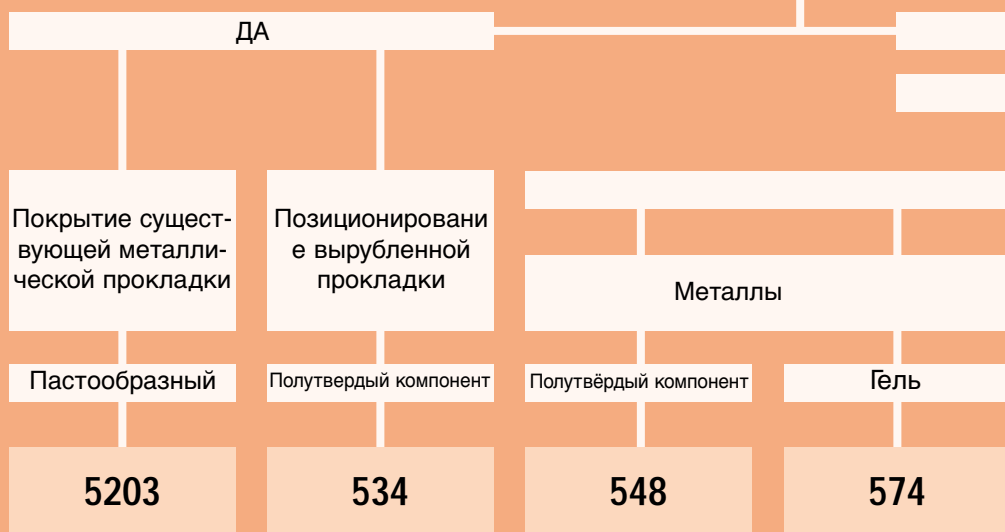 ДА
Покрытие сущест-
вующей металли-
ческой прокладки
Позиционировани
е вырубленной
прокладки
Металлы
Пастообразный
Полутвердый компонент
Полутвёрдый компонент
Гель
5203
534
548
574